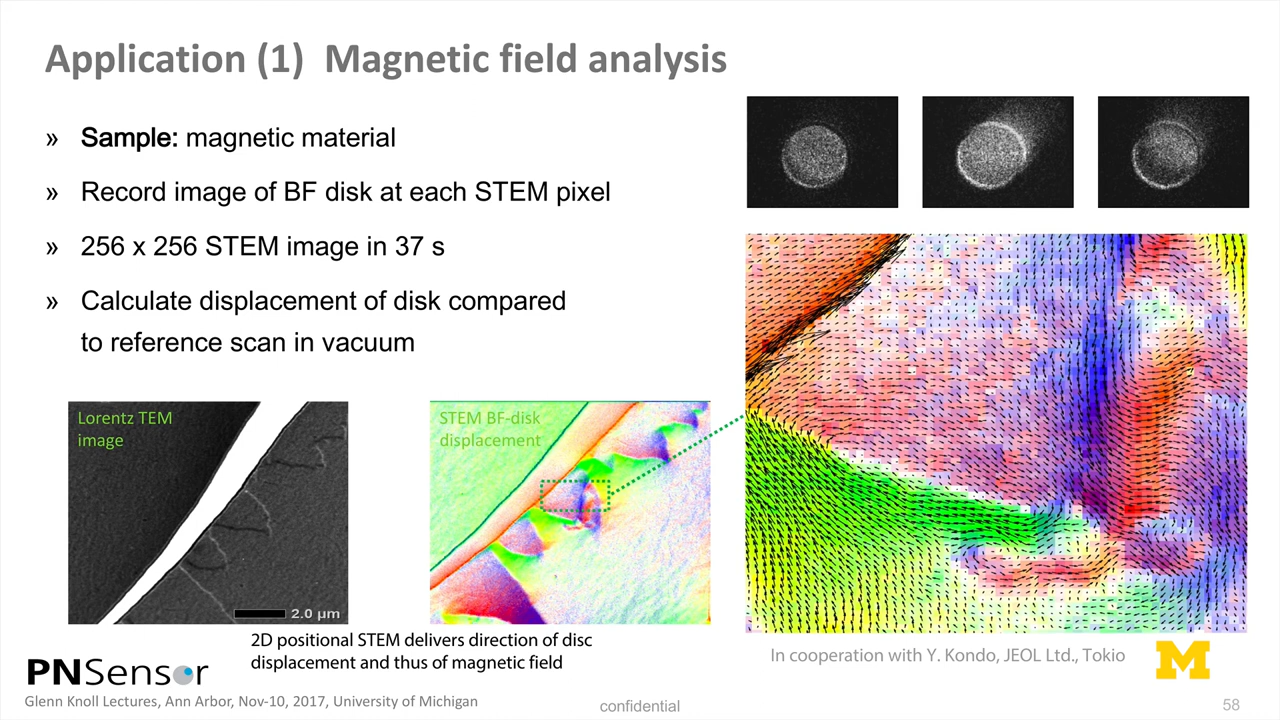 Application (1) Magnetic field analysis
» Sample: magnetic material
» Record image of BF disk at each STEM pixel
» 256 x 256 STEM image in 37 s
» Calculate displacement of disk compared
to reference scan in vacuum
Lorentz TEM
image
2.0 µm
STEM BF-disk
displacement
2D positional STEM delivers direction of disc
displacement and thus of magnetic field
In cooperation with Y. Kondo, JEOL Ltd., Tokio
M
PNSensor
Glenn Knoll Lectures, Ann Arbor, Nov-10, 2017, University of Michigan
confidential
58